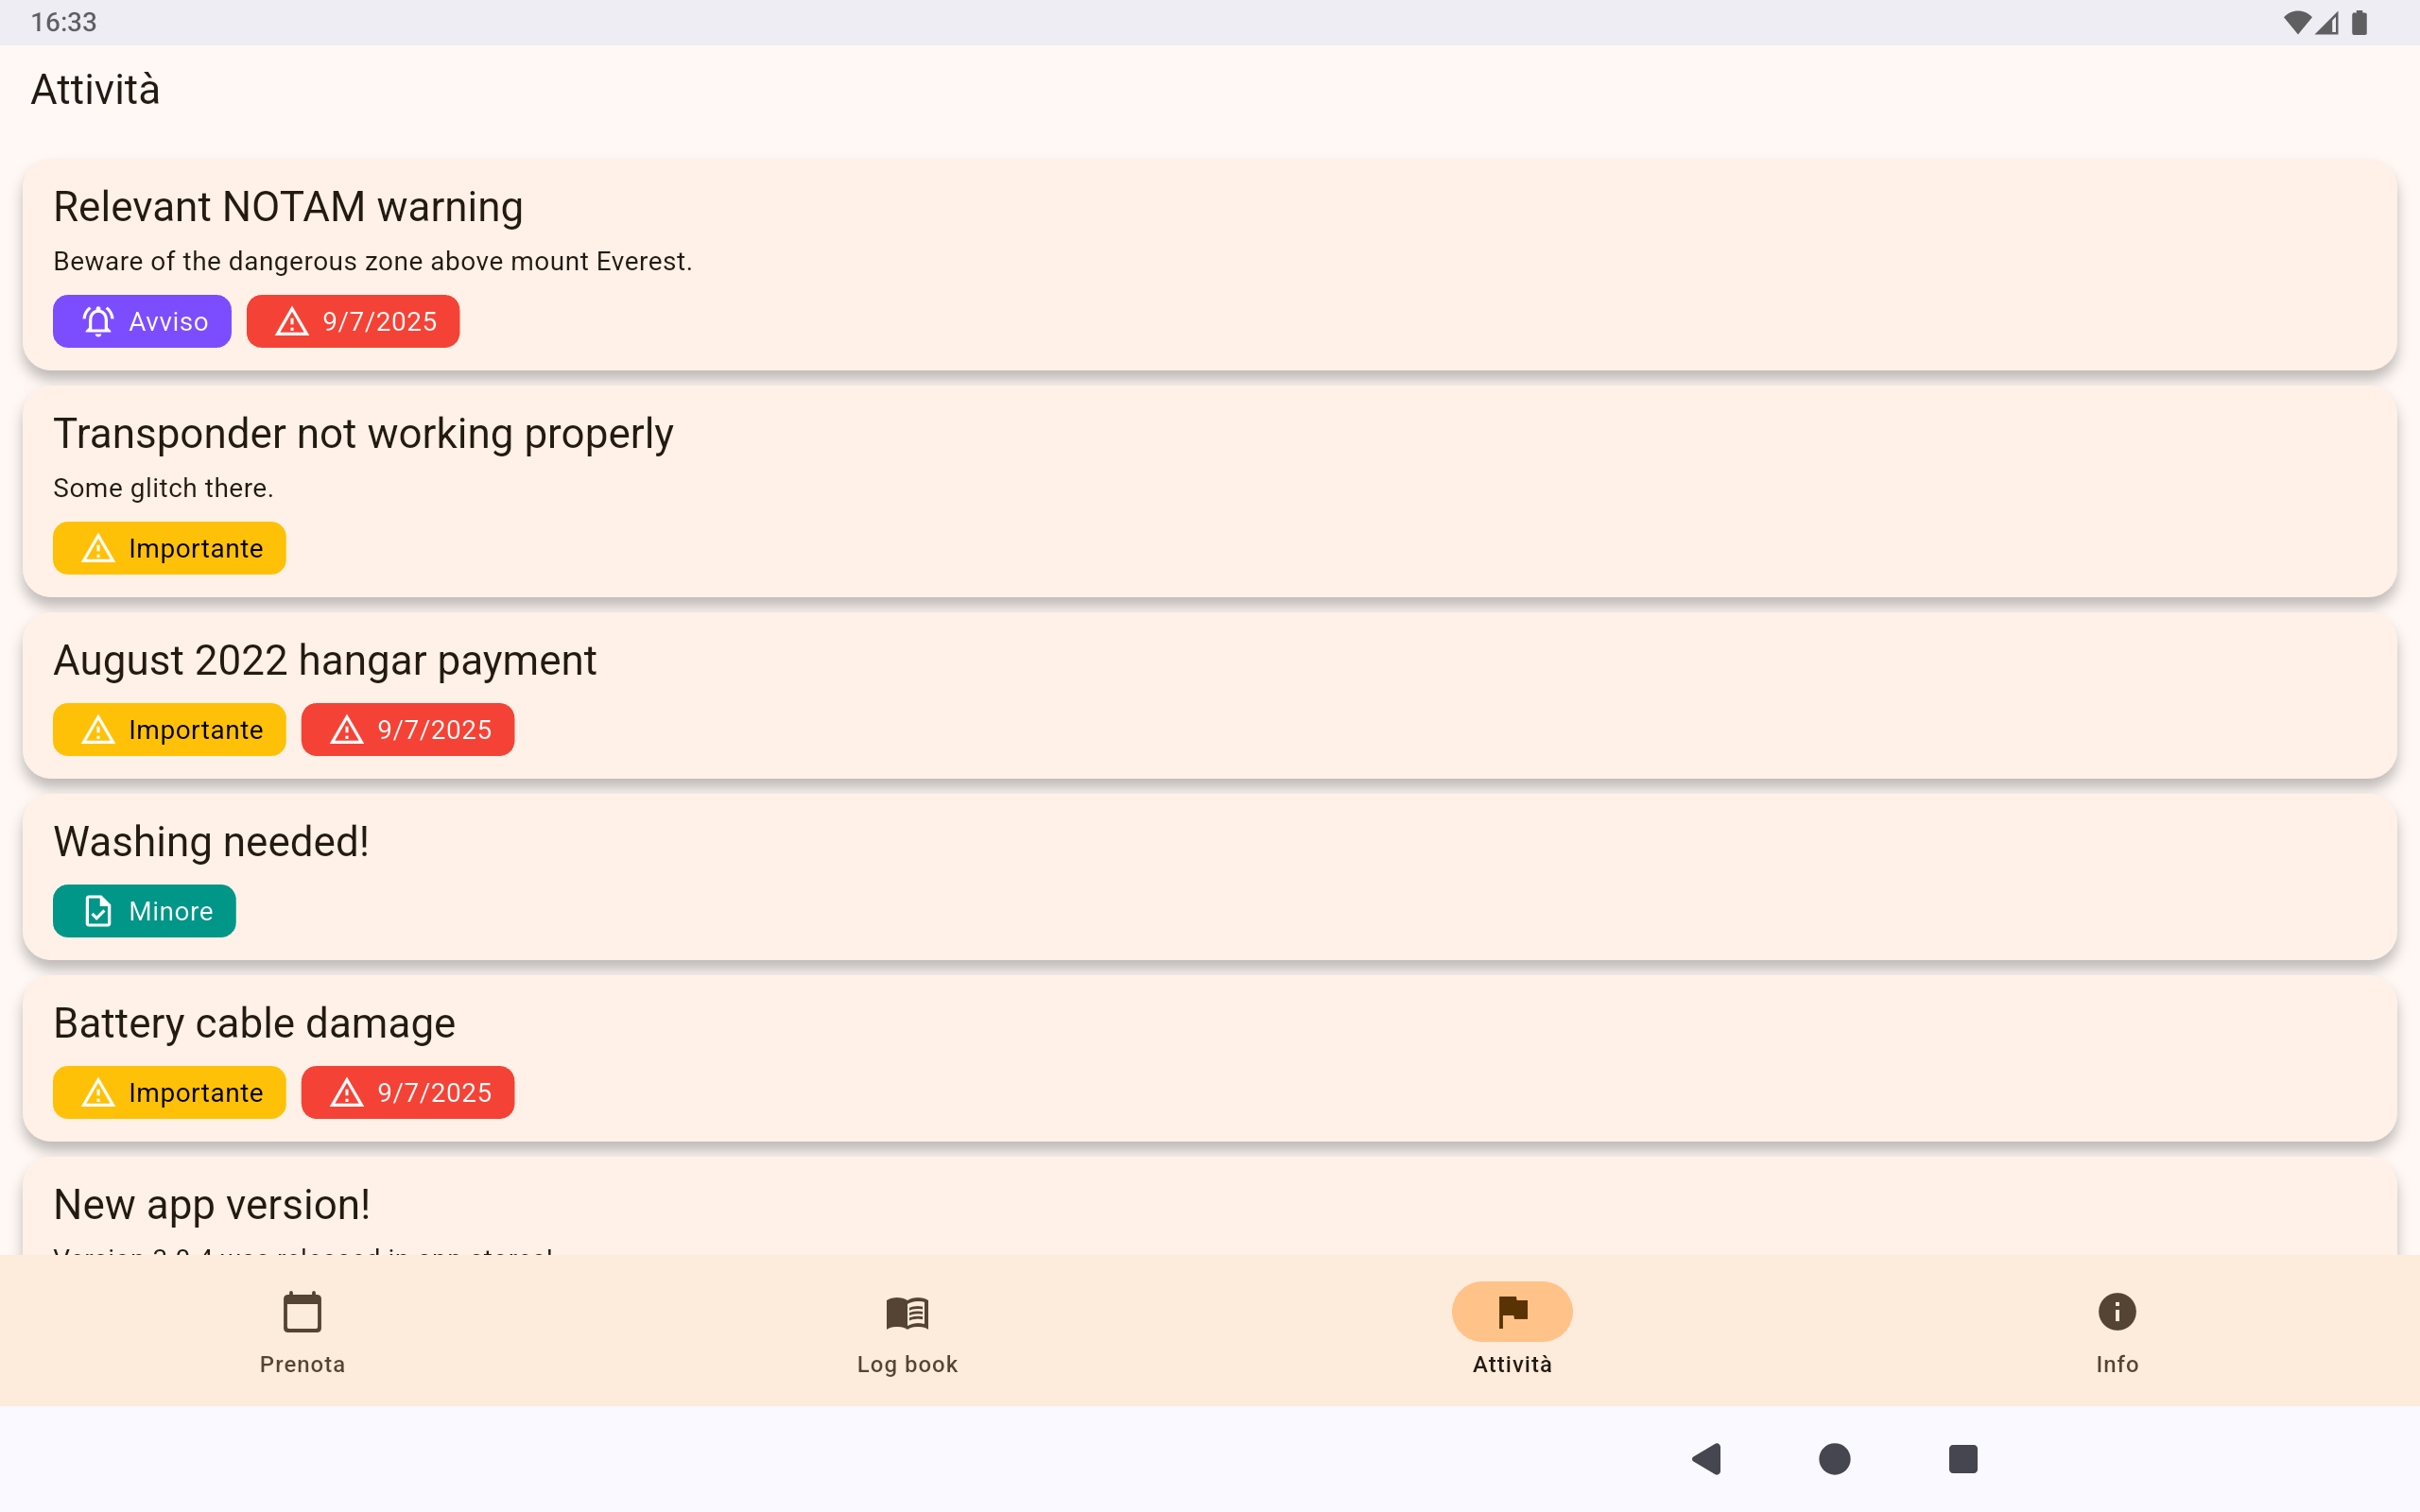 16:33
Attività
Relevant NOTAM warning
Beware of the dangerous zone above mount Everest.
Avviso 9/7/2025
Transponder not working properly
Some glitch there.
Importante
August 2022 hangar payment
Importante 9/7/2025
Washing needed!
Minore
Battery cable damage
Importante 9/7/2025
New app version!
Prenota Log book Attività Info